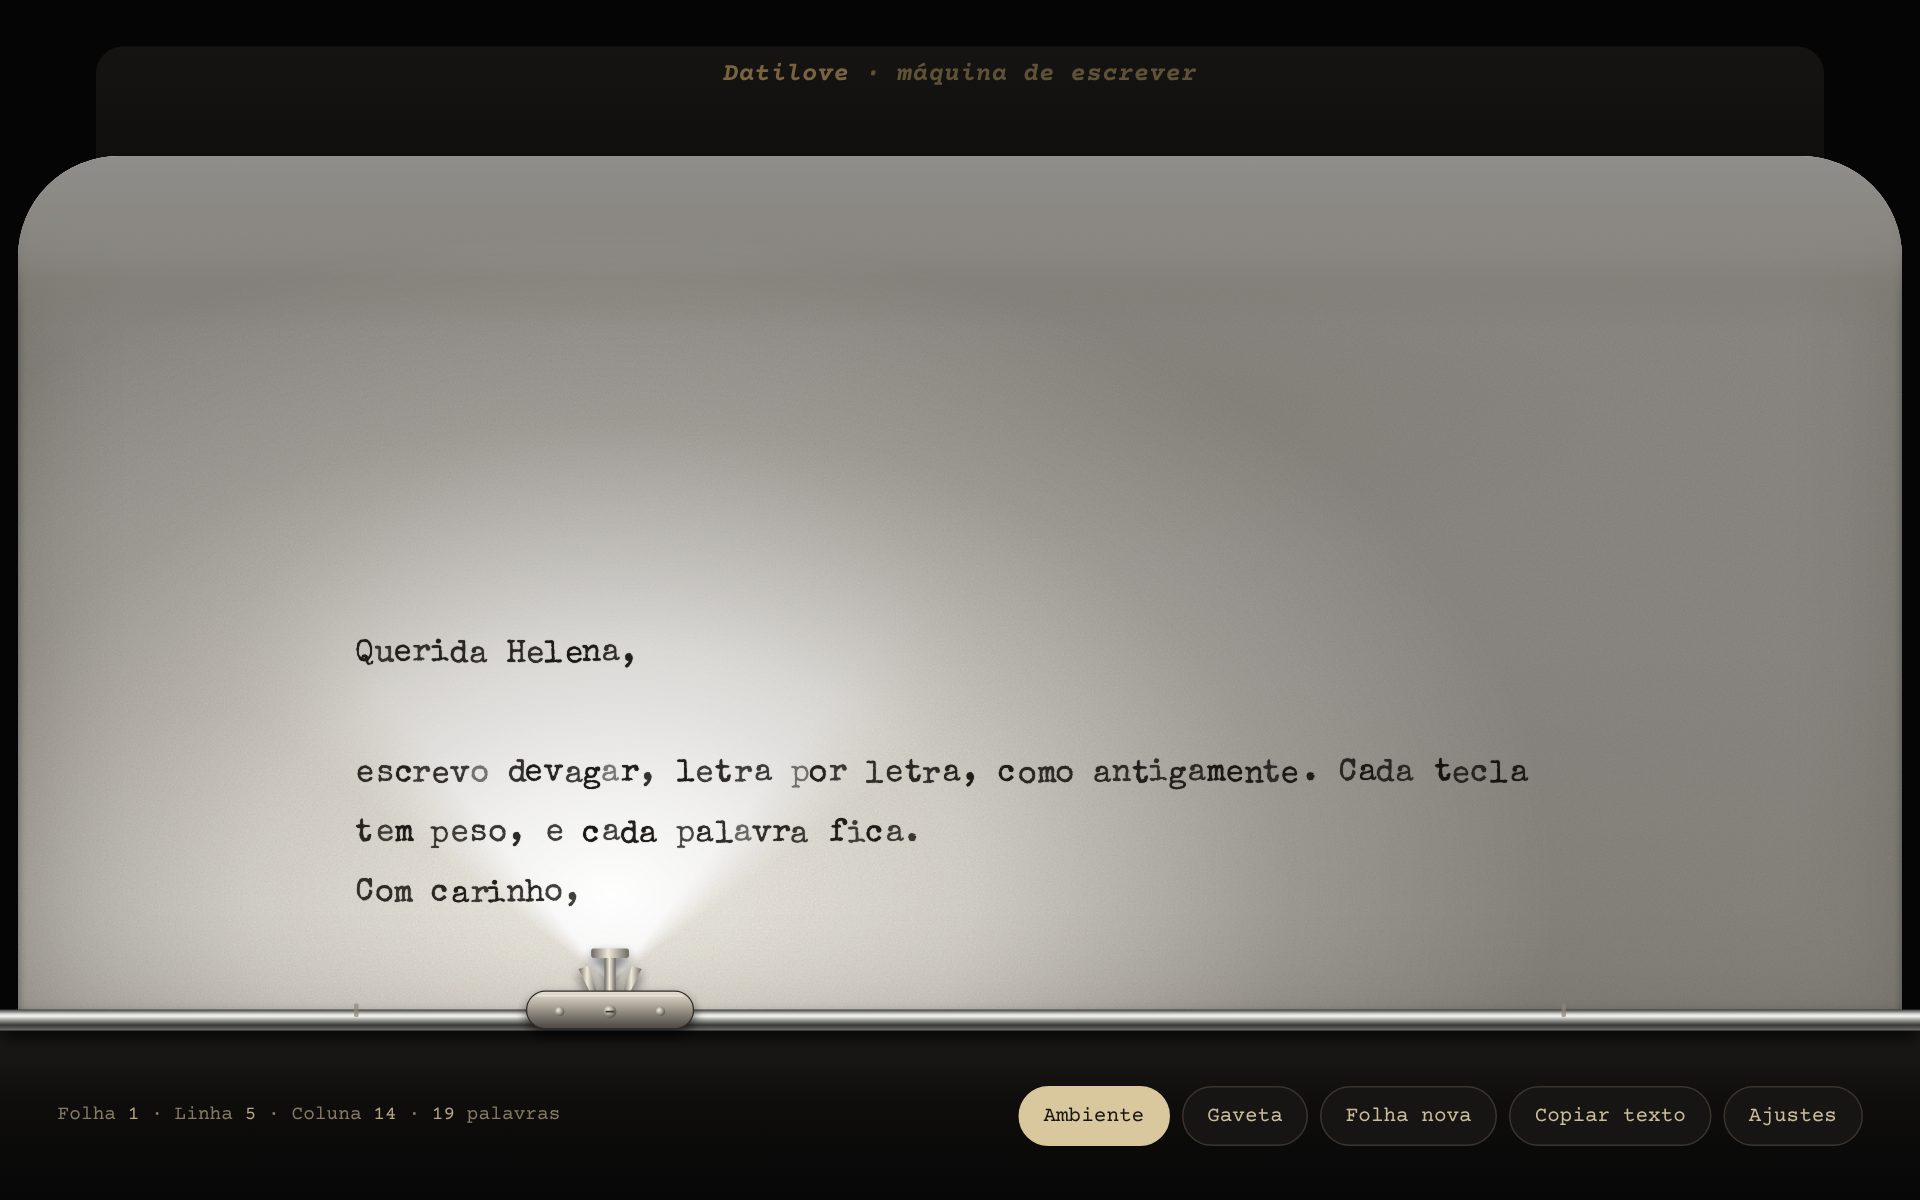 Datilove · máquina de escrever
Querida Helena,
escrevo devagar, letra por letra, como antigamente. Cada tecla
tem peso, e cada palavra fica.
Com carinho,
Folha 1 · Linha 5 · Coluna 14 · 19 palavras
Ambiente
Gaveta
Folha nova
Copiar texto
Ajustes